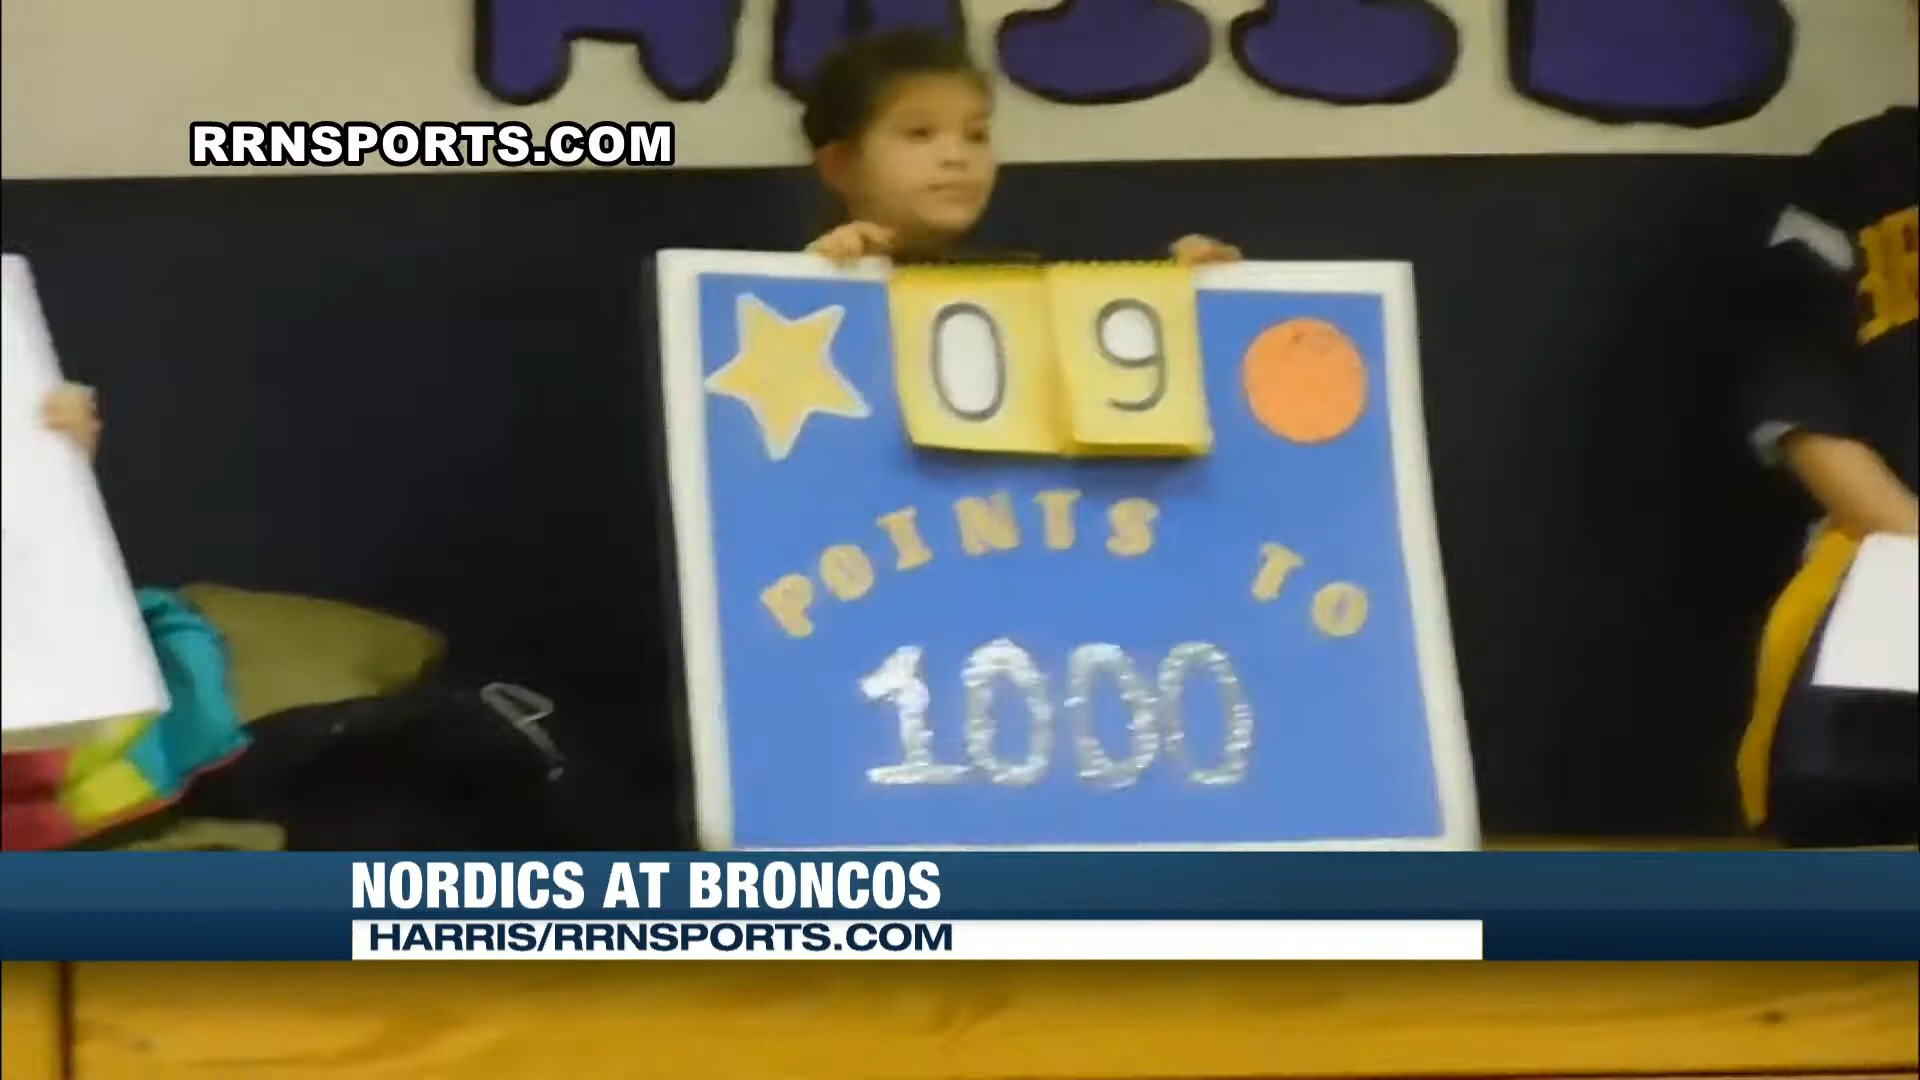 RRNSPORTS.COM
09
POINTS TO
1000
NORDICS AT BRONCOS
HARRIS/RRNSPORTS.COM